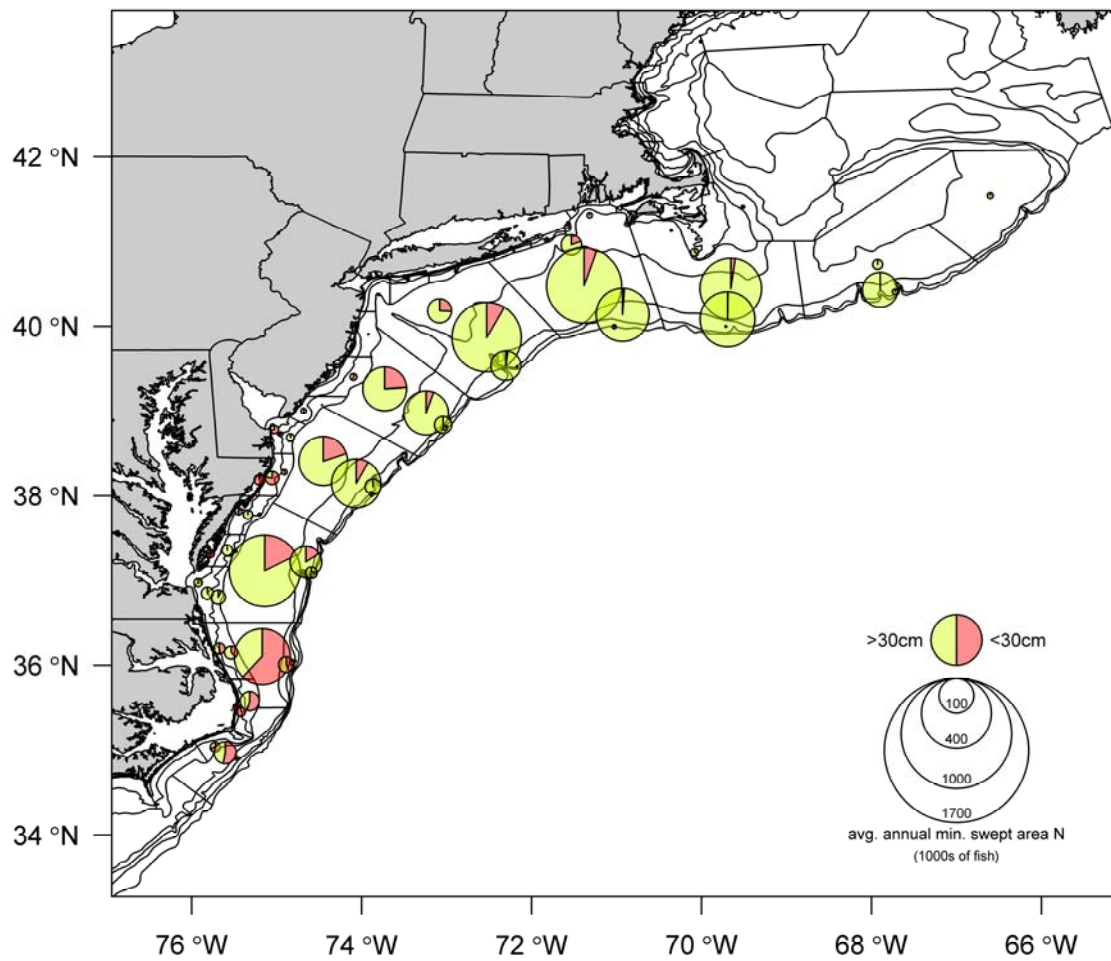 42 °N
40 °N
38 °N
36 °N
34 °N
>30cm <30cm
100
400
1000
1700
avg. annual min. swept area N
(1000s of fish)
76 °W 74 °W 72 °W 70 °W 68 °W 66 °W